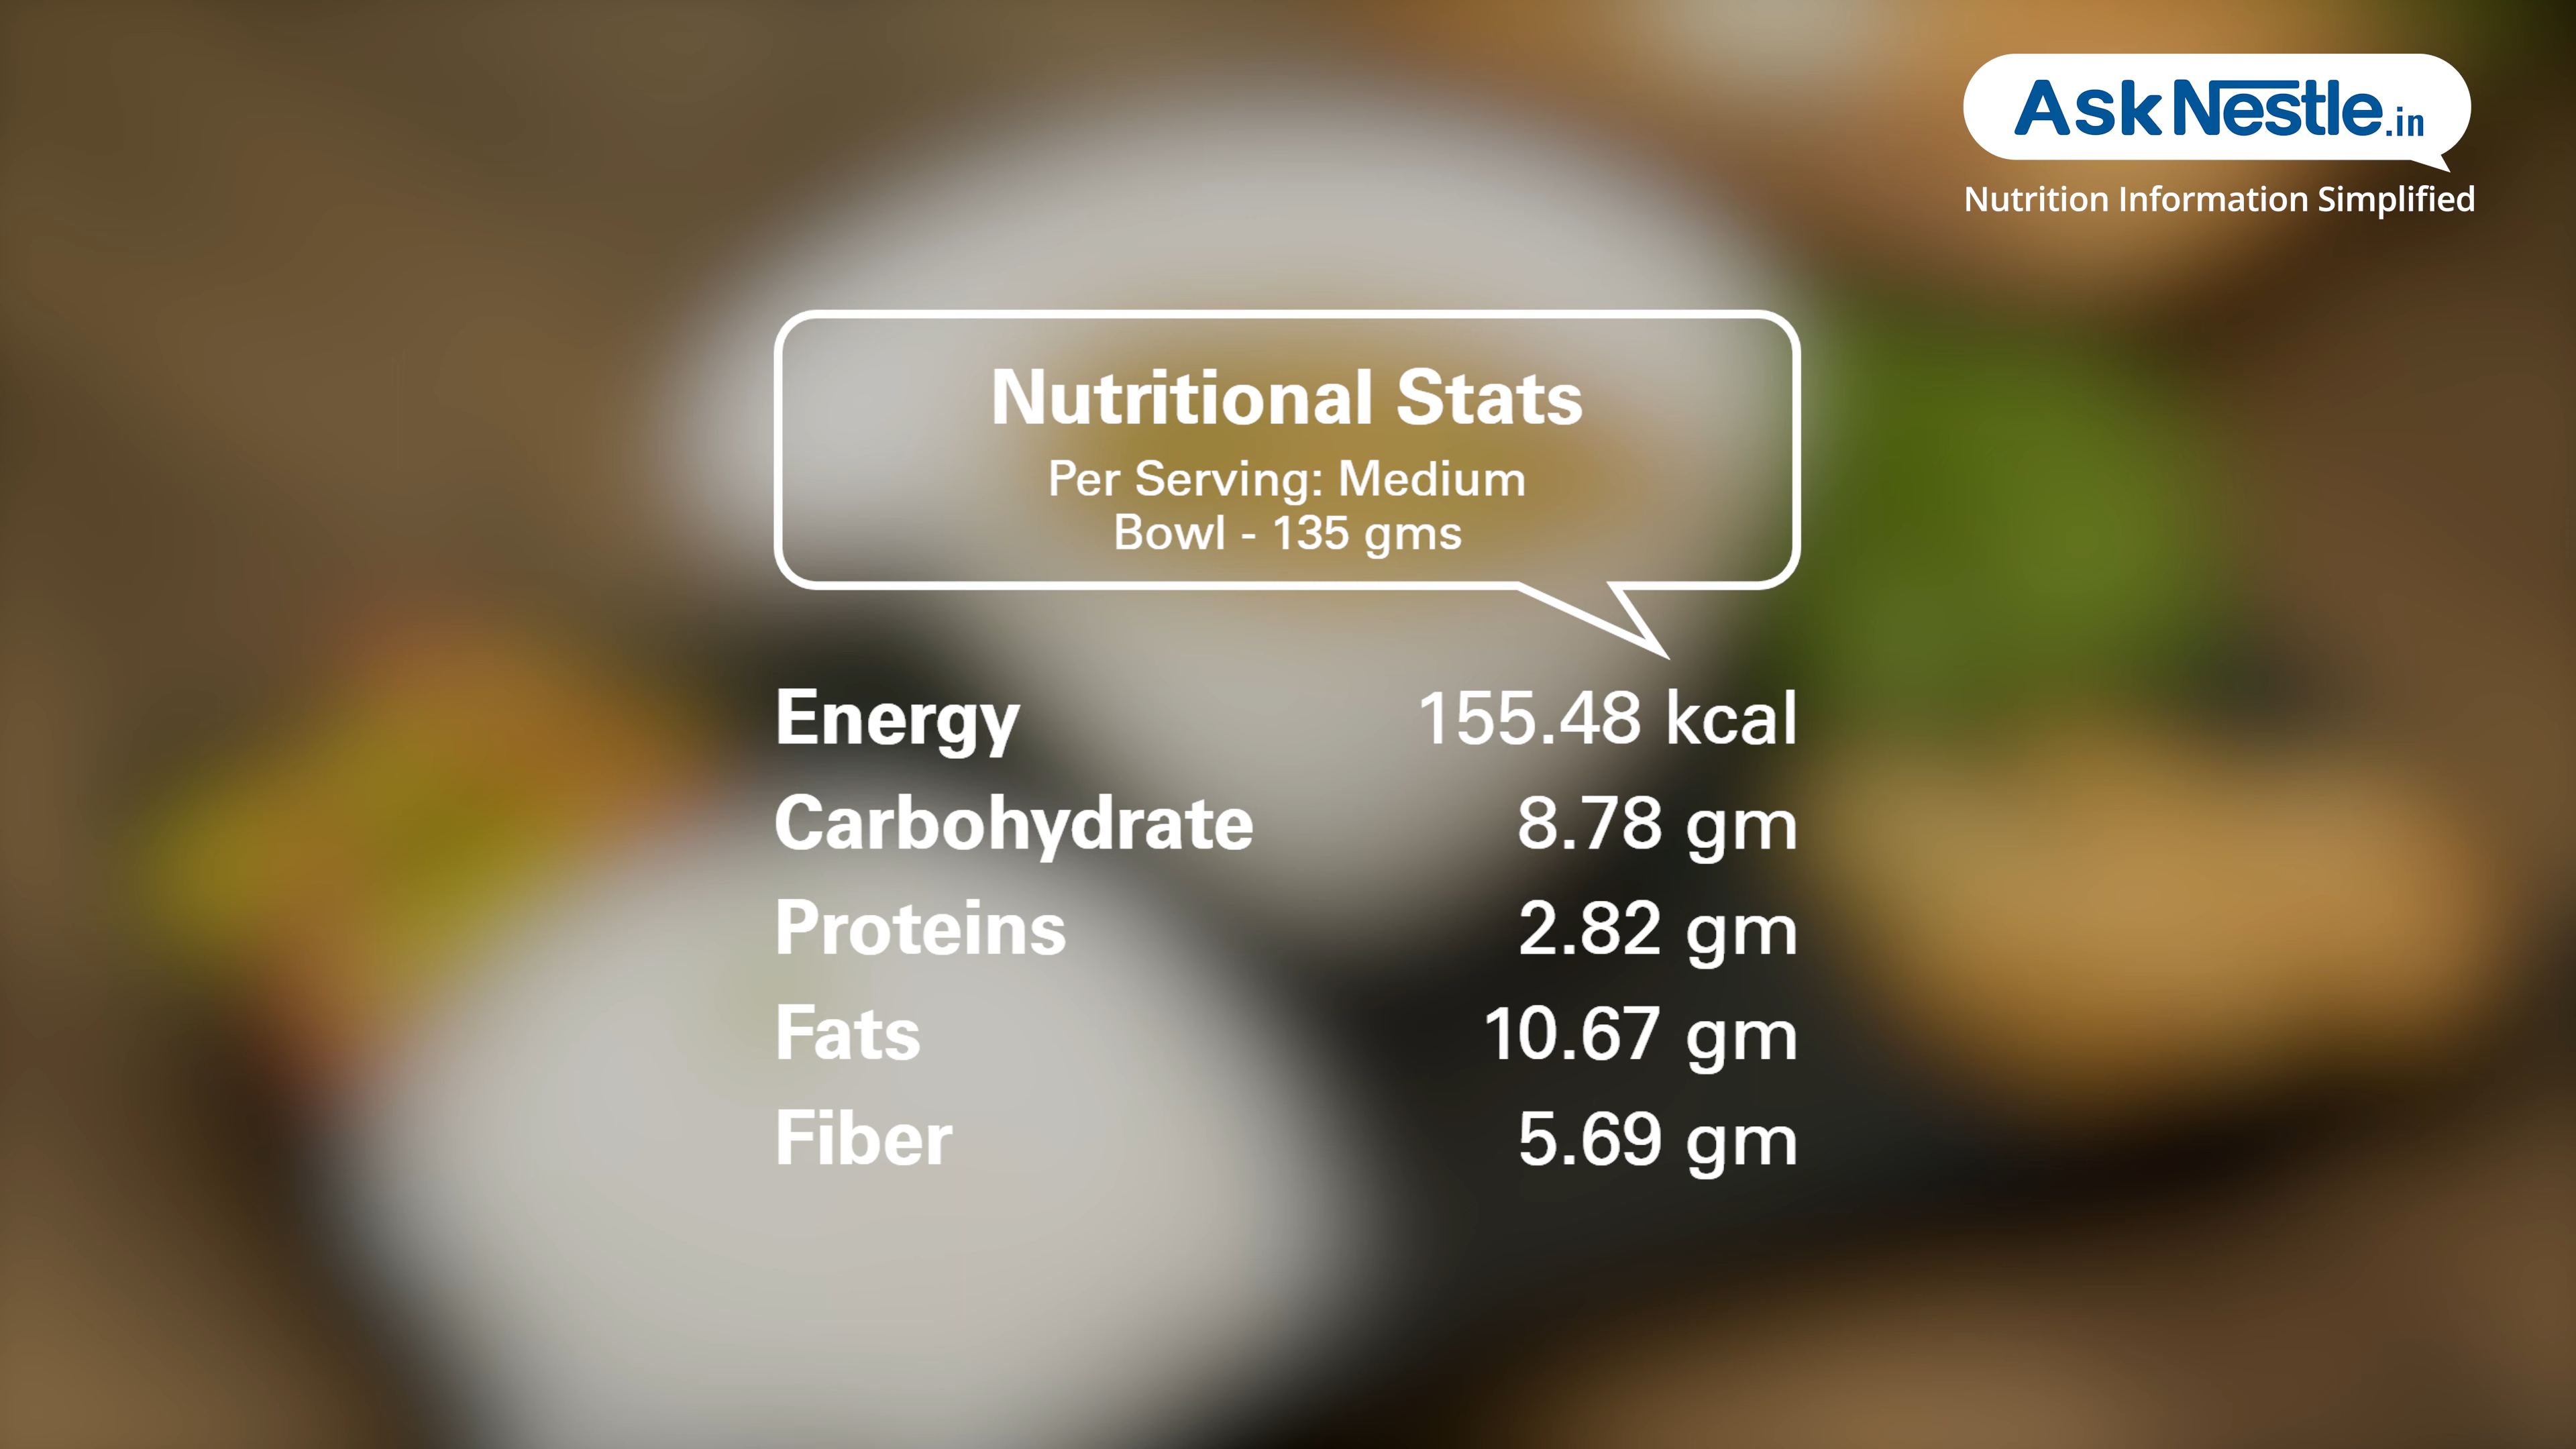 AskNestle.in
Nutrition Information Simplified
Nutritional Stats
Per Serving: Medium
Bowl - 135 gms
Energy 155.48 kcal
Carbohydrate 8.78 gm
Proteins 2.82 gm
Fats 10.67 gm
Fiber 5.69 gm